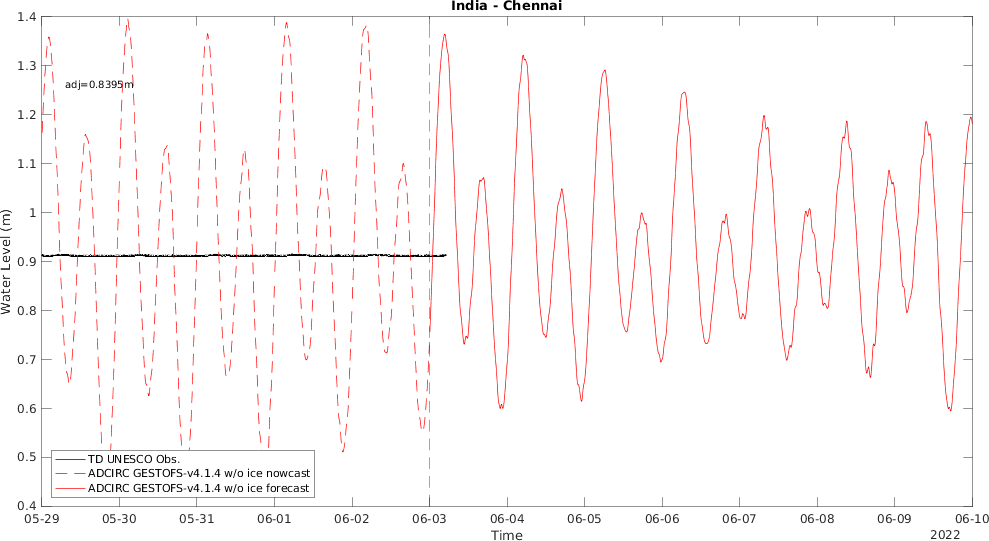 India - Chennai
Water Level (m)
1.4
1.3
1.2
1.1
1
0.9
0.8
0.7
0.6
0.5
0.4
adj=0.8395m
TD UNESCO Obs.
ADCIRC GESTOFS-v4.1.4 w/o ice nowcast
ADCIRC GESTOFS-v4.1.4 w/o ice forecast
05-29 05-30 05-31 06-01 06-02 06-03 06-04 06-05 06-06 06-07 06-08 06-09 06-10
Time
2022